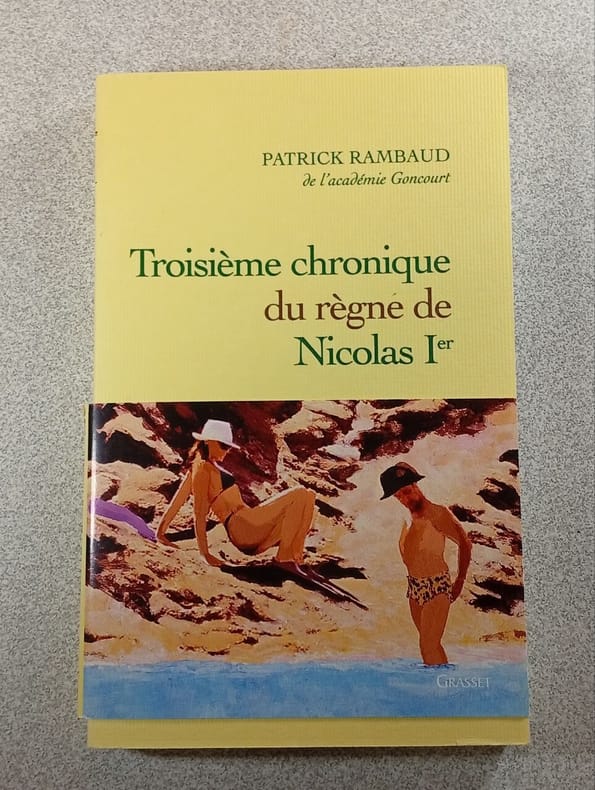 PATRICK RAMBAUD
de l'académie Goncourt
Troisième chronique
du règne de
Nicolas Iᵉʳ
GRASSET